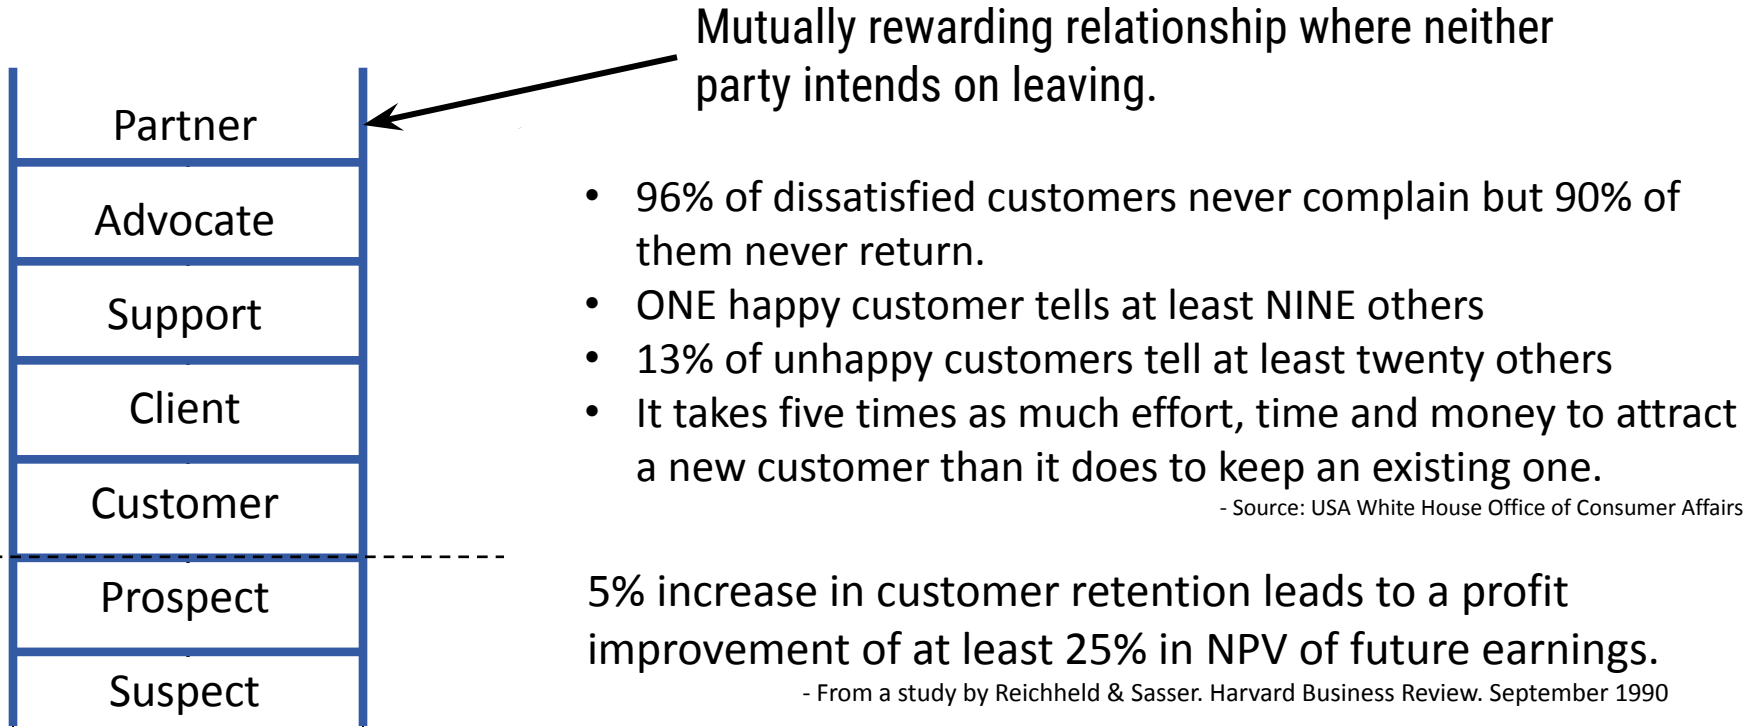 Mutually rewarding relationship where neither
party intends on leaving.
Partner
Advocate
Support
Client
Customer
Prospect
Suspect
• 96% of dissatisfied customers never complain but 90% of
them never return.
• ONE happy customer tells at least NINE others
• 13% of unhappy customers tell at least twenty others
• It takes five times as much effort, time and money to attract
a new customer than it does to keep an existing one.
- Source: USA White House Office of Consumer Affairs
5% increase in customer retention leads to a profit
improvement of at least 25% in NPV of future earnings.
- From a study by Reichheld & Sasser. Harvard Business Review. September 1990